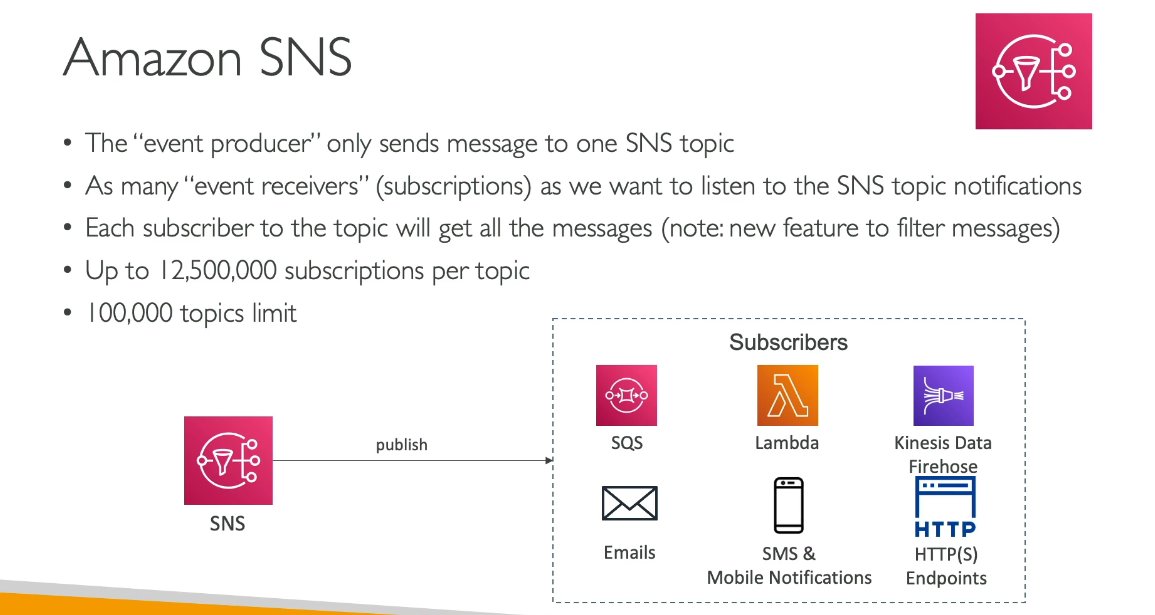 Amazon SNS
• The “event producer” only sends message to one SNS topic
• As many “event receivers” (subscriptions) as we want to listen to the SNS topic notifications
• Each subscriber to the topic will get all the messages (note: new feature to filter messages)
• Up to 12,500,000 subscriptions per topic
• 100,000 topics limit
Subscribers
publish
SNS
SQS
Lambda
Kinesis Data
Firehose
Emails
SMS &
Mobile Notifications
HTTP
HTTP(S)
Endpoints